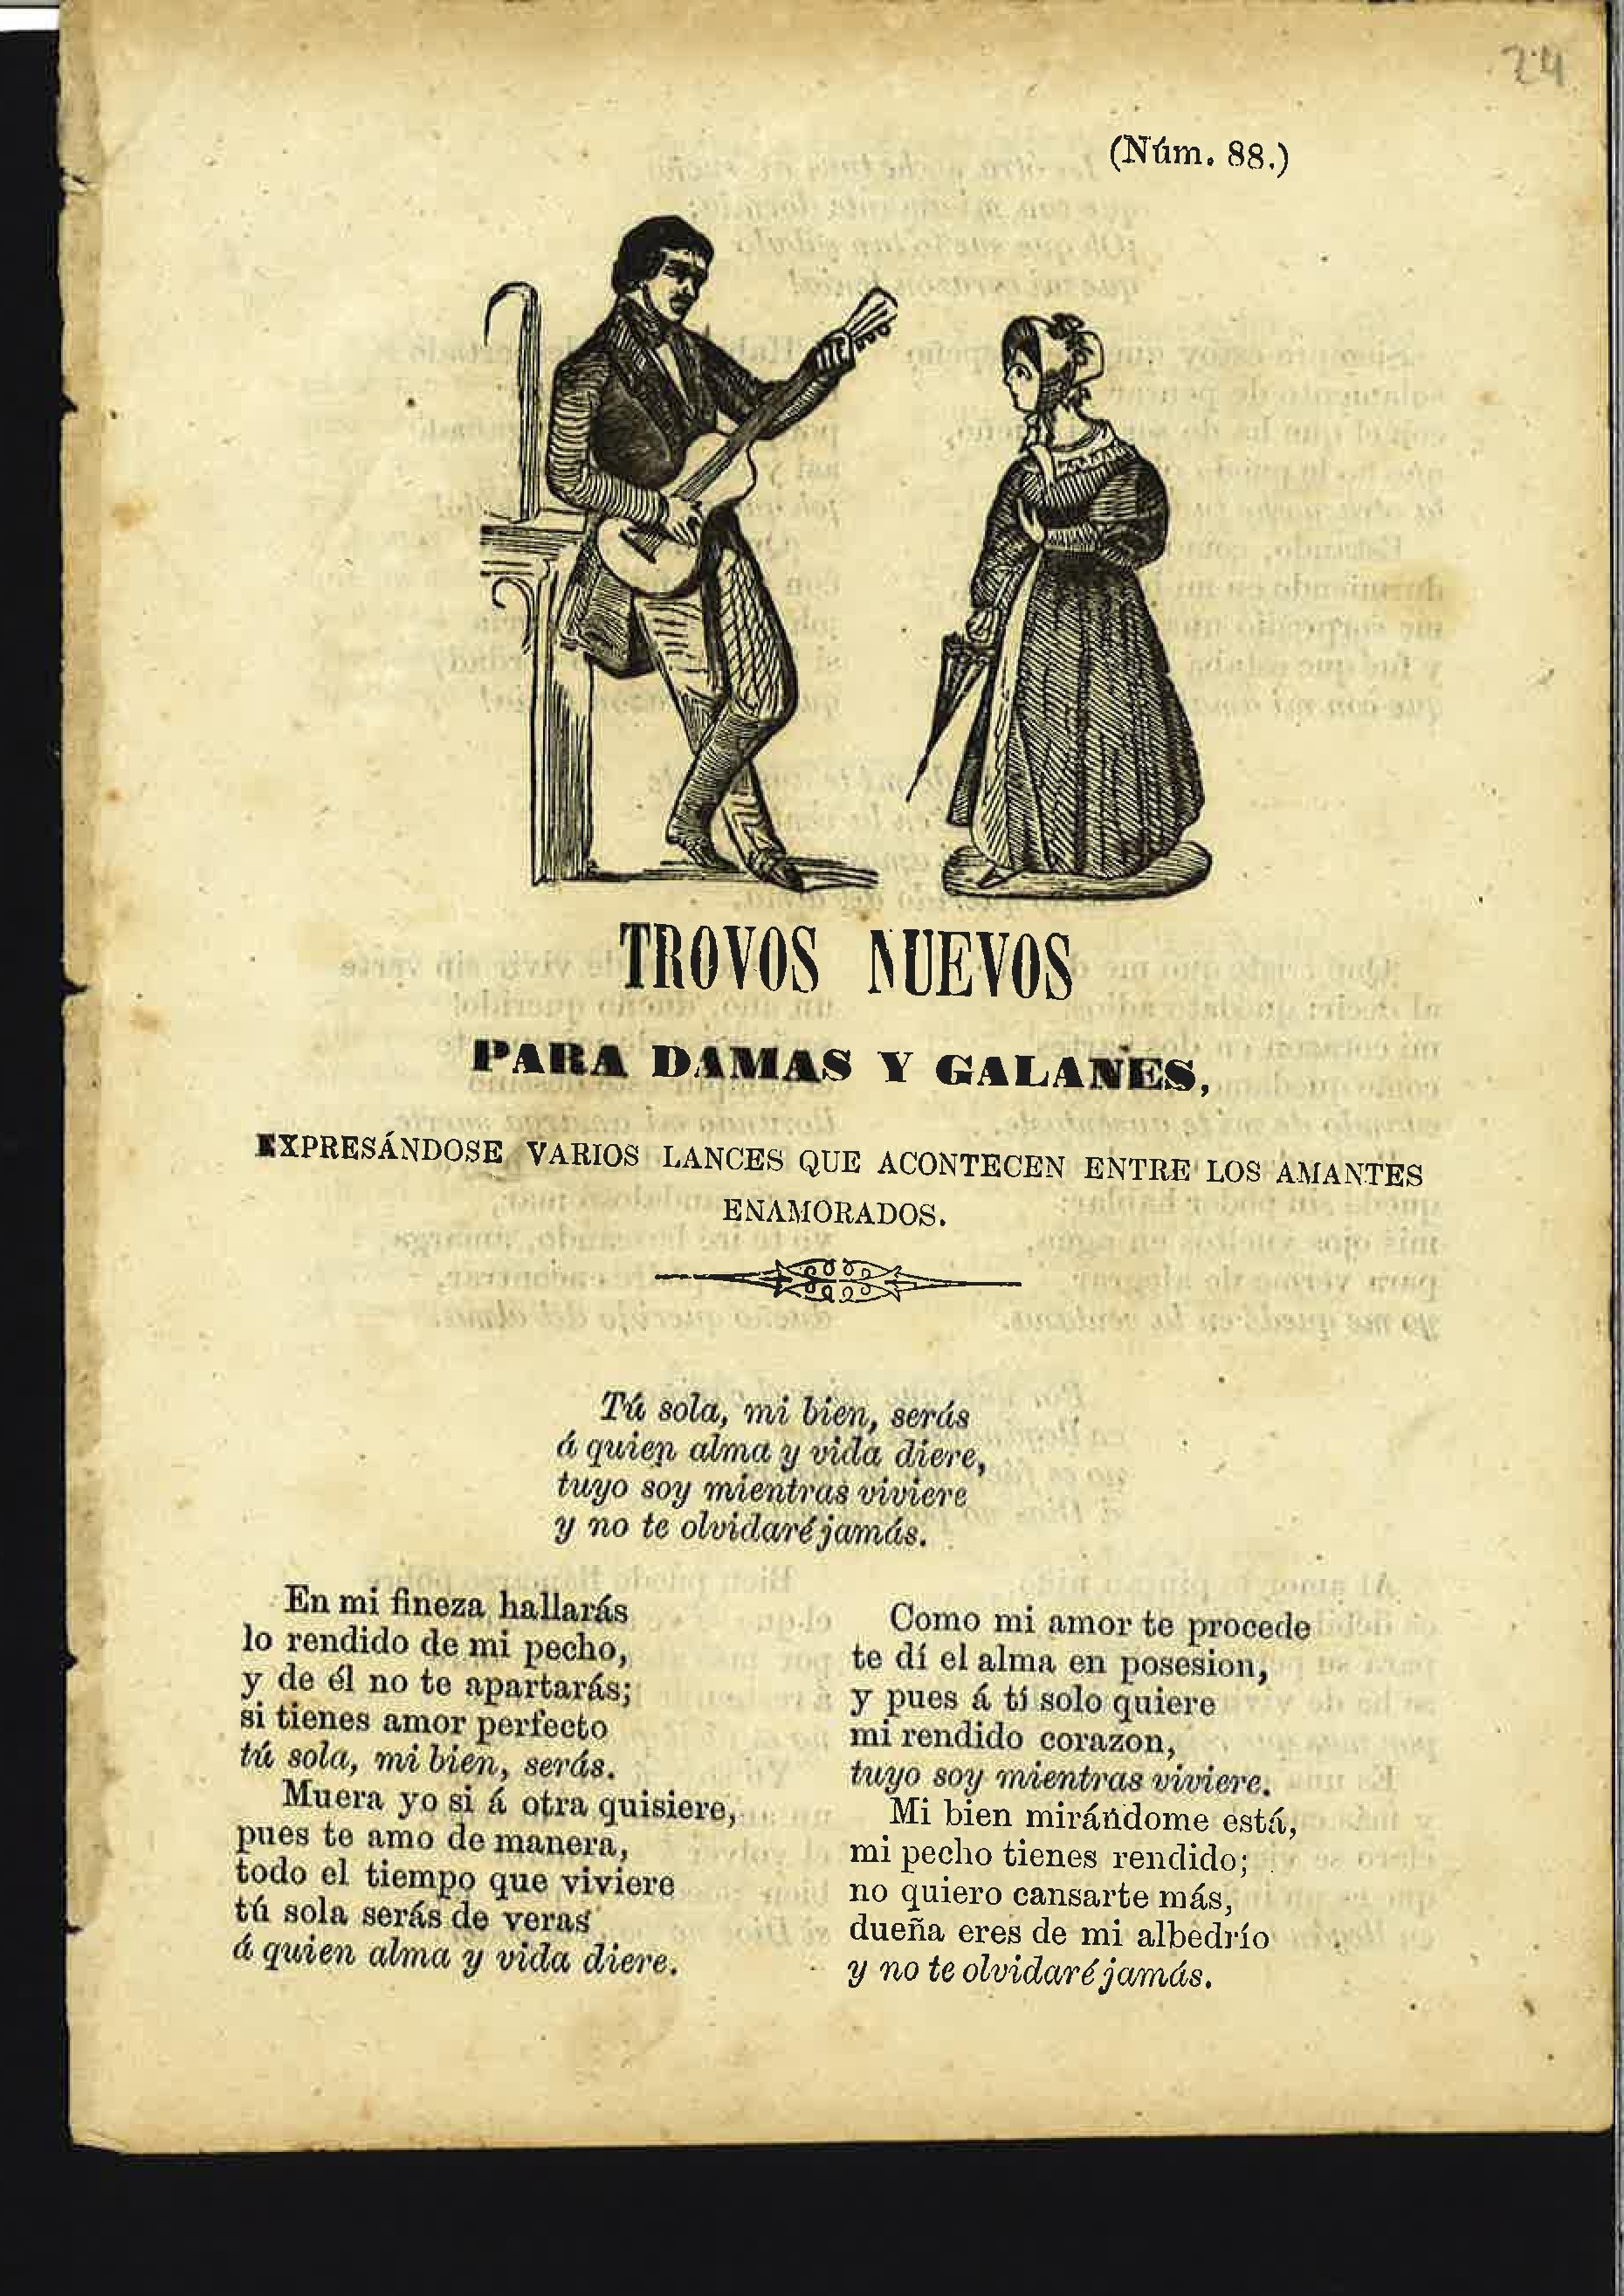 24
(Núm. 88.)
TROVOS NUEVOS
PARA DAMAS Y GALANES,
EXPRESÁNDOSE VARIOS LANCES QUE ACONTECEN ENTRE LOS AMANTES
ENAMORADOS.
Tú sola, mi bien, serás
á quien alma y vida diere,
tuyo soy mientras viviere
y no te olvidaré jamás.
En mi fineza hallarás
lo rendido de mi pecho,
y de él no te apartarás;
si tienes amor perfecto
tú sola, mi bien, serás.
Muera yo si á otra quisiere,
pues te amo de manera,
todo el tiempo que viviere
tú sola serás de veras
á quien alma y vida diere.
Como mi amor te procede
te dí el alma en posesion,
y pues á tí solo quiere
mi rendido corazon,
tuyo soy mientras viviere.
Mi bien mirándome está,
mi pecho tienes rendido;
no quiero cansarte más,
dueña eres de mi albedrío
y no te olvidaré jamás.